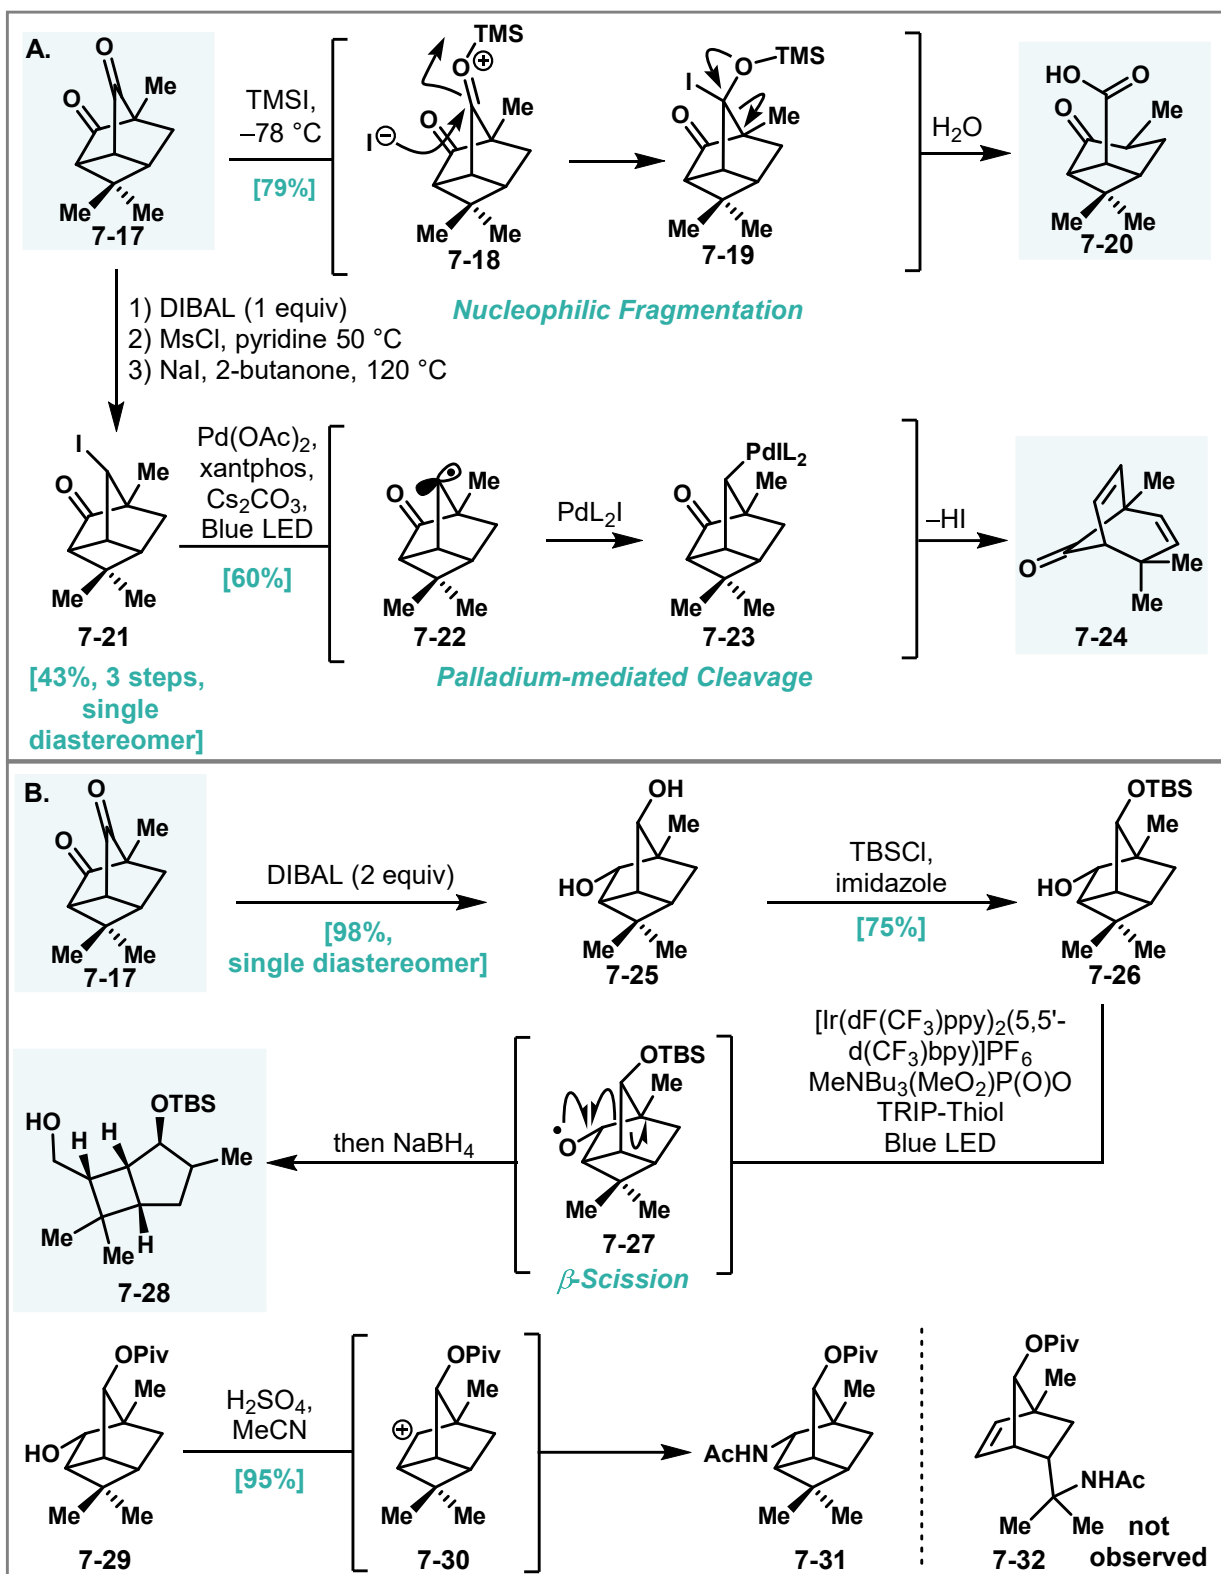 A.
O
O
Me
Me
Me
7-17
TMSI,
–78 °C
[79%]
TMS
O⊕
O
Me
I⊖
Me
Me
7-18
I
O
TMS
O
Me
Me
Me
7-19
H2O
HO
O
O
Me
Me
Me
7-20
Nucleophilic Fragmentation
1) DIBAL (1 equiv)
2) MsCl, pyridine 50 °C
3) NaI, 2-butanone, 120 °C
I
O
Me
Me
Me
7-21
[43%, 3 steps,
single
diastereomer]
Pd(OAc)2,
xantphos,
Cs2CO3,
Blue LED
[60%]
O
Me
Me
Me
7-22
PdL2I
PdIL2
O
Me
Me
Me
7-23
–HI
Me
O
Me
Me
7-24
Palladium-mediated Cleavage
B.
O
O
Me
Me
Me
7-17
DIBAL (2 equiv)
[98%,
single diastereomer]
OH
Me
HO
Me
Me
7-25
TBSCl,
imidazole
[75%]
OTBS
Me
HO
Me
Me
7-26
[Ir(dF(CF3)ppy)2(5,5'-
d(CF3)bpy)]PF6
MeNBu3(MeO2)P(O)O
TRIP-Thiol
Blue LED
OTBS
Me
•O
Me
Me
7-27
β-Scission
then NaBH4
HO
OTBS
H
H
Me
Me
Me
H
7-28
OPiv
Me
HO
Me
Me
7-29
H2SO4,
MeCN
[95%]
OPiv
Me
⊕
Me
Me
7-30
OPiv
Me
AcHN
Me
Me
7-31
OPiv
Me
NHAc
Me
Me
7-32
not
observed